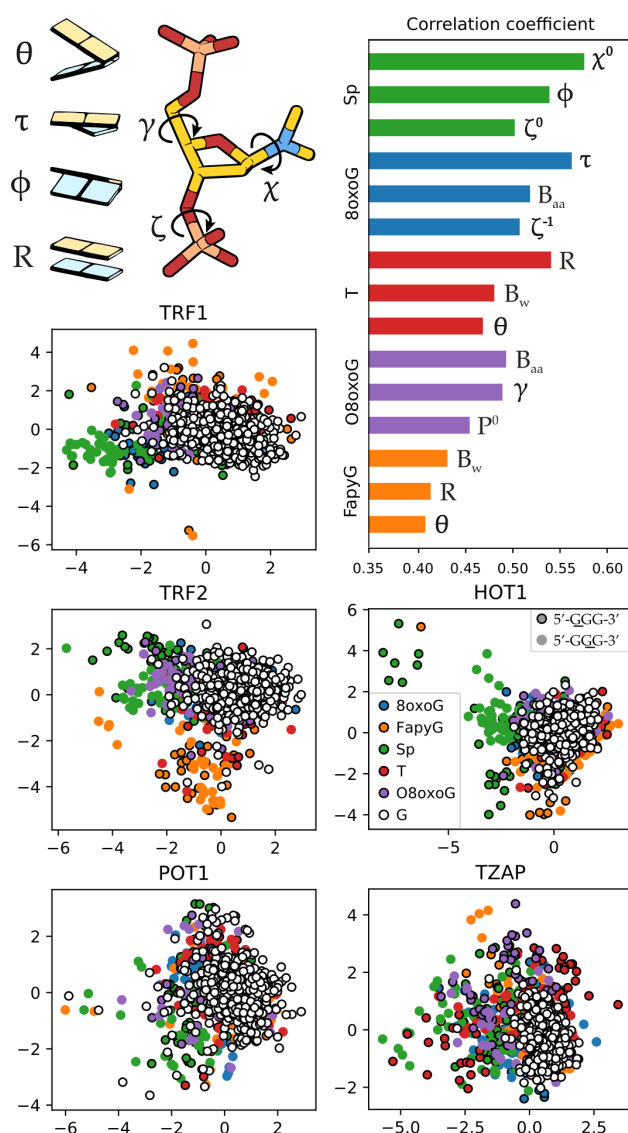 θ
τ
ϕ
R
γ
χ
ζ
Correlation coefficient
Sp
χ⁰
ϕ
ζ⁰
8oxoG
τ
Bₐₐ
ζ⁻¹
T
R
B_w
θ
O8oxoG
Bₐₐ
γ
P⁰
FapyG
B_w
R
θ
0.35 0.40 0.45 0.50 0.55 0.60
TRF1
4
2
0
−2
−4
−6
−4 −2 0 2
TRF2
2
0
−2
−4
−6 −4 −2 0 2
HOT1
6
4
2
0
−2
−4
−5 0
5′-GGG-3′
5′-GGG-3′
8oxoG
FapyG
Sp
T
O8oxoG
G
POT1
2
0
−2
−4
−6 −4 −2 0 2
TZAP
4
2
0
−2
−5.0 −2.5 0.0 2.5